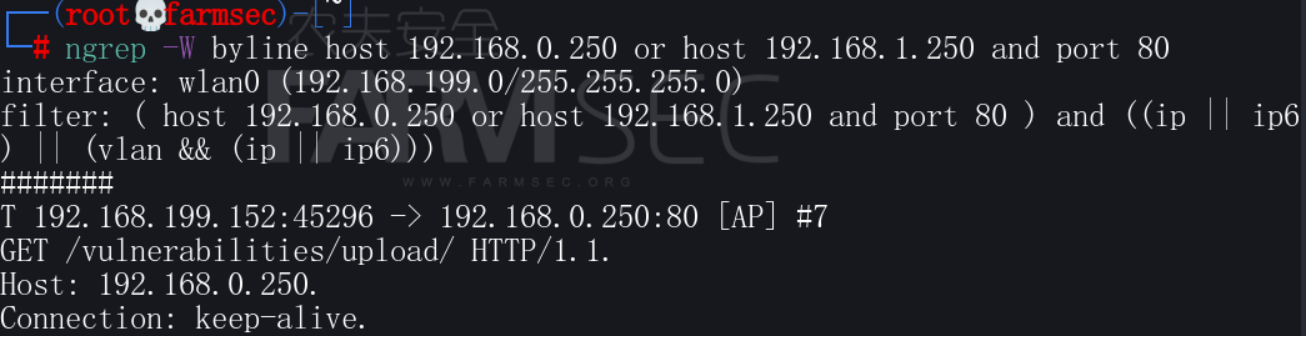 ┌──(root💀farmsec)-[~]
└─# ngrep -W byline host 192.168.0.250 or host 192.168.1.250 and port 80
interface: wlan0 (192.168.199.0/255.255.255.0)
filter: ( host 192.168.0.250 or host 192.168.1.250 and port 80 ) and ((ip || ip6
) || (vlan && (ip || ip6)))
#######
T 192.168.199.152:45296 -> 192.168.0.250:80 [AP] #7
GET /vulnerabilities/upload/ HTTP/1.1.
Host: 192.168.0.250.
Connection: keep-alive.
农夫安全
FARMSEC
WWW.FARMSEC.ORG